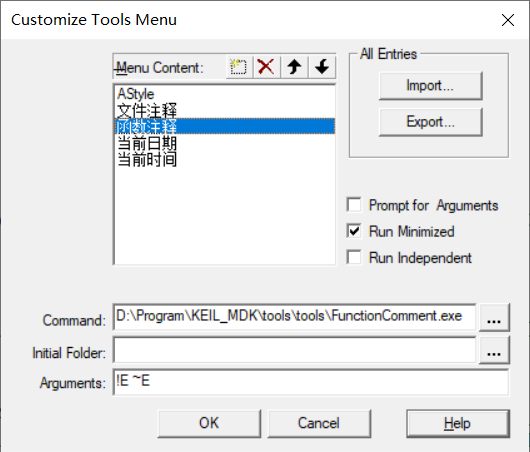 Customize Tools Menu
Menu Content:
AStyle
文件注释
函数注释
当前日期
当前时间
All Entries
Import...
Export...
Prompt for Arguments
Run Minimized
Run Independent
Command: D:\Program\KEIL_MDK\tools\tools\FunctionComment.exe ...
Initial Folder: ...
Arguments: !E ~E
OK Cancel Help